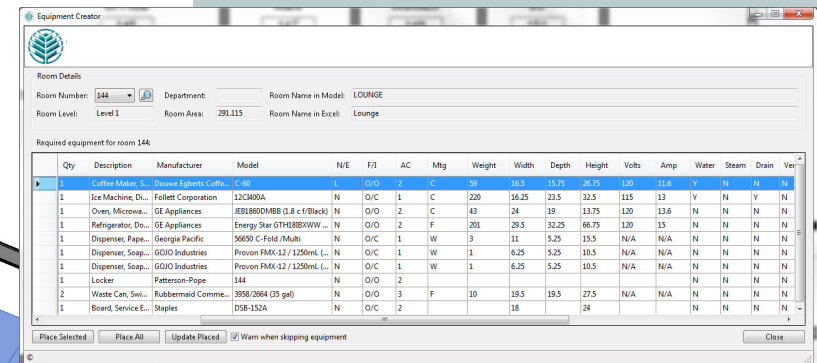 Equipment Creator
Room Details
Room Number: 144 Department: Room Name in Model: LOUNGE
Room Level: Level 1 Room Area: 291.115 Room Name in Excel: Lounge
Required equipment for room 144:
Qty Description Manufacturer Model N/E F/I AC Mtg Weight Width Depth Height Volts Amp Water Steam Drain Ver
1 Coffee Maker, S... Douwe Egberts Coffe... C-60 L O/O 2 C 59 16.5 15.75 26.75 120 11.6 Y N N N
1 Ice Machine, Di... Follett Corporation 12CI400A N O/C 1 C 220 16.25 23.5 32.5 115 13 Y N Y N
1 Oven, Microwa... GE Appliances JEB1860DMBB (1.8 c f/Black) N O/O 2 C 43 24 19 13.75 120 13.6 N N N N
1 Refrigerator, Do... GE Appliances Energy Star GTH18IBXWW ... N O/O 2 F 201 29.5 32.25 66.75 120 15 N N N N
1 Dispenser, Pape... Georgia Pacific 56650 C-Fold /Multi N O/C 1 W 3 11 5.25 15.5 N/A N/A N N N N
1 Dispenser, Soap... GOJO Industries Provon FMX-12 / 1250mL (... N O/C 1 W 1 6.25 5.25 10.5 N/A N/A N N N N
1 Dispenser, Soap... GOJO Industries Provon FMX-12 / 1250mL (... N O/C 1 W 1 6.25 5.25 10.5 N/A N/A N N N N
1 Locker Patterson-Pope 144 N O/O 2 N N N N
2 Waste Can, Swi... Rubbermaid Comme... 3958/2664 (35 gal) N O/O 3 F 10 19.5 19.5 27.5 N/A N/A N N N N
1 Board, Service E... Staples DSB-152A N O/C 2 18 24 N N N N
Place Selected Place All Update Placed Warn when skipping equipment Close
©